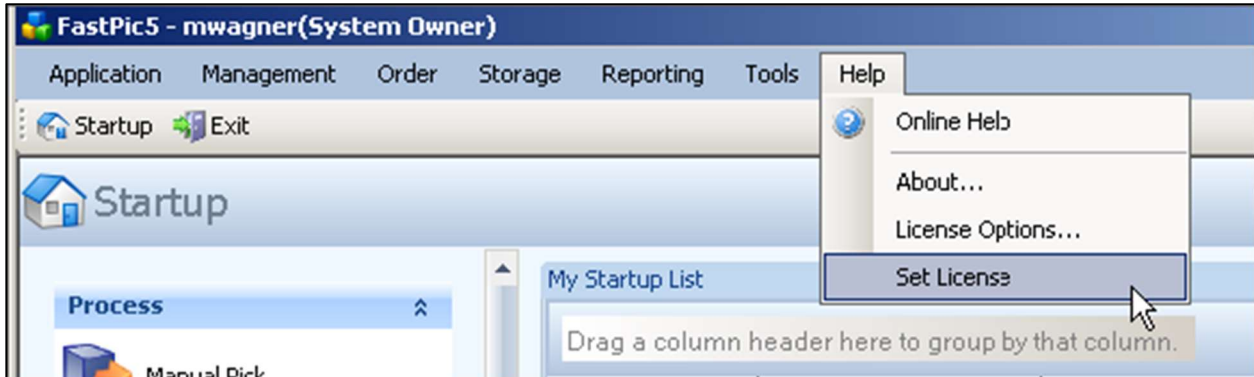 FastPic5 - mwagner(System Owner)
Application Management Order Storage Reporting Tools Help
Startup Exit
Online Help
About...
License Options...
Set License
Startup
My Startup List
Process
Drag a column header here to group by that column.
Manual Pick